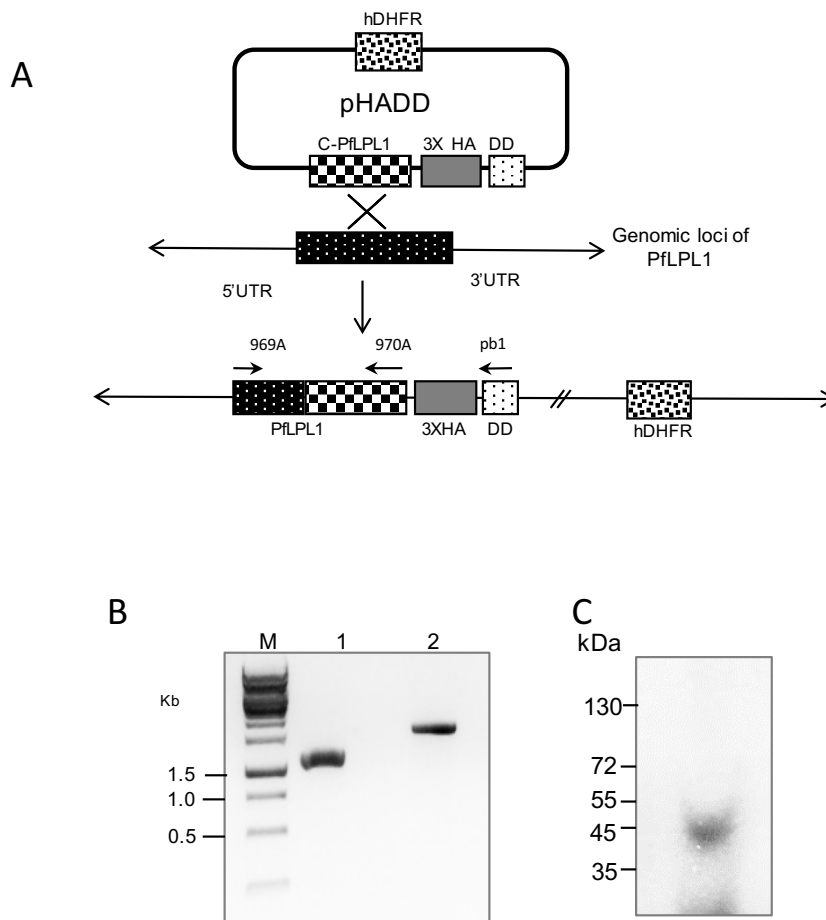 A
hDHFR
pHADD
C-PfLPL1 3X HA DD
Genomic loci of
PfLPL1
5'UTR 3'UTR
969A 970A pb1
PfLPL1 3XHA DD hDHFR
B
M 1 2
Kb
1.5
1.0
0.5
C
kDa
130
72
55
45
35